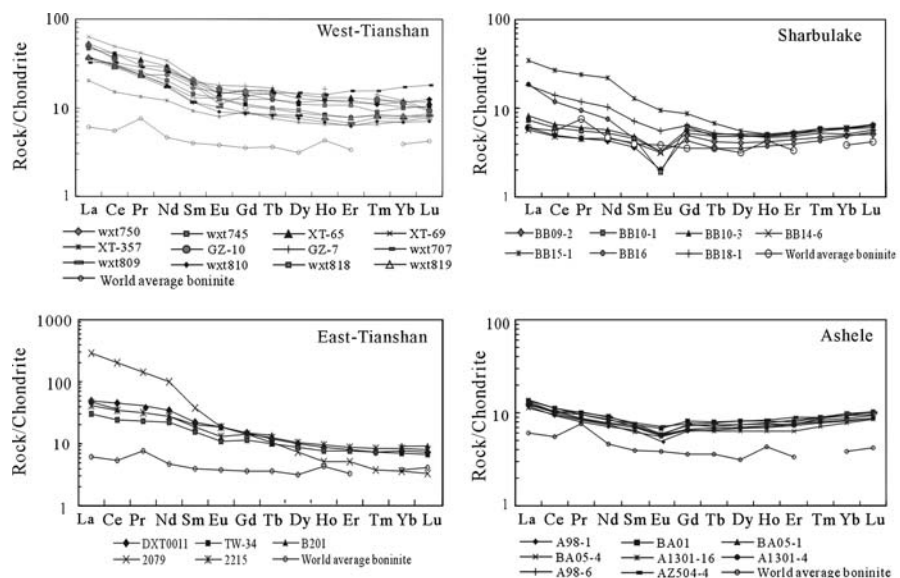 West-Tianshan
Rock/Chondrite
100
10
1
La Ce Pr Nd Sm Eu Gd Tb Dy Ho Er Tm Yb Lu
wxt750 wxt745 XT-65 XT-69
XT-357 GZ-10 GZ-7 wxt707
wxt809 wxt810 wxt818 wxt819
World average boninite
Sharbulake
Rock/Chondrite
100
10
1
La Ce Pr Nd Sm Eu Gd Tb Dy Ho Er Tm Yb Lu
BB09-2 BB10-1 BB10-3 BB14-6
BB15-1 BB16 BB18-1 World average boninite
East-Tianshan
Rock/Chondrite
1000
100
10
1
La Ce Pr Nd Sm Eu Gd Tb Dy Ho Er Tm Yb Lu
DXT0011 TW-34 B201
2079 2215 World average boninite
Ashele
Rock/Chondrite
100
10
1
La Ce Pr Nd Sm Eu Gd Tb Dy Ho Er Tm Yb Lu
A98-1 BA01 BA05-1
BA05-4 A1301-16 A1301-4
A98-6 AZ504-4 World average boninite